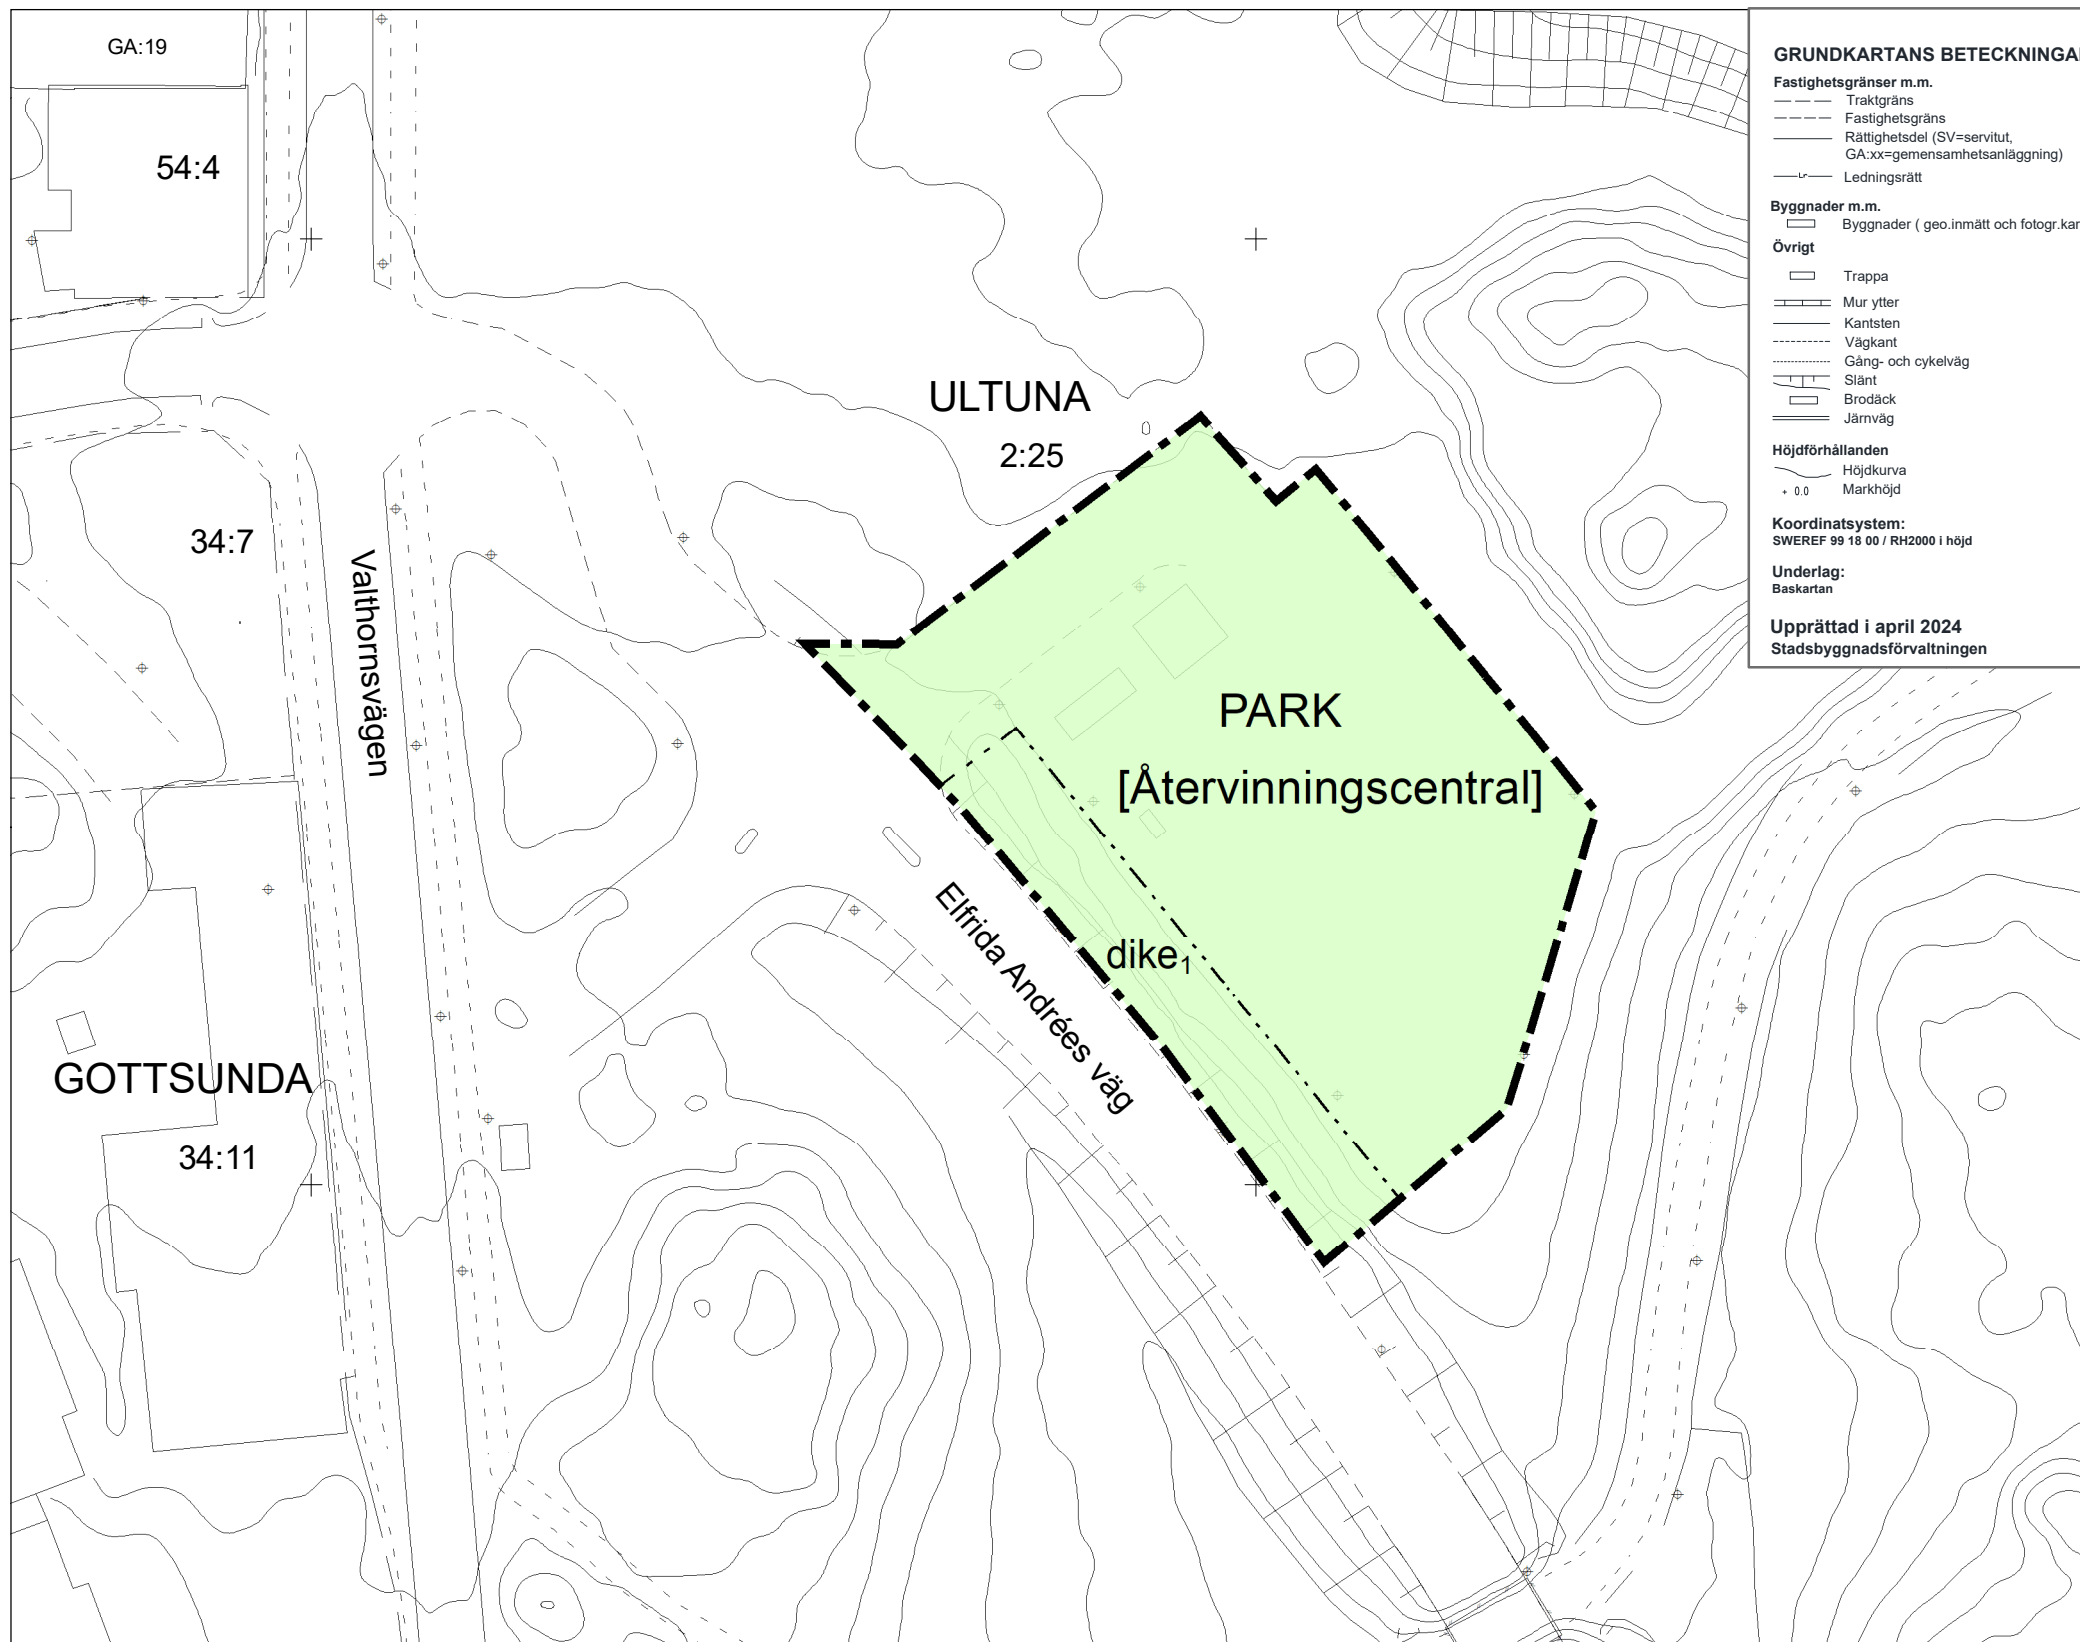 GA:19
54:4
34:7
Valthornsvägen
GOTTSUNDA
34:11
ULTUNA
2:25
PARK
[Återvinningscentral]
dike₁
Elfrida Andrées väg
GRUNDKARTANS BETECKNINGA
Fastighetsgränser m.m.
Traktgräns
Fastighetsgräns
Rättighetsdel (SV=servitut,
GA:xx=gemensamhetsanläggning)
Lr Ledningsrätt
Byggnader m.m.
Byggnader ( geo.inmätt och fotogr.kar
Övrigt
Trappa
Mur ytter
Kantsten
Vägkant
Gång- och cykelväg
Slänt
Brodäck
Järnväg
Höjdförhållanden
Höjdkurva
+ 0.0 Markhöjd
Koordinatsystem:
SWEREF 99 18 00 / RH2000 i höjd
Underlag:
Baskartan
Upprättad i april 2024
Stadsbyggnadsförvaltningen